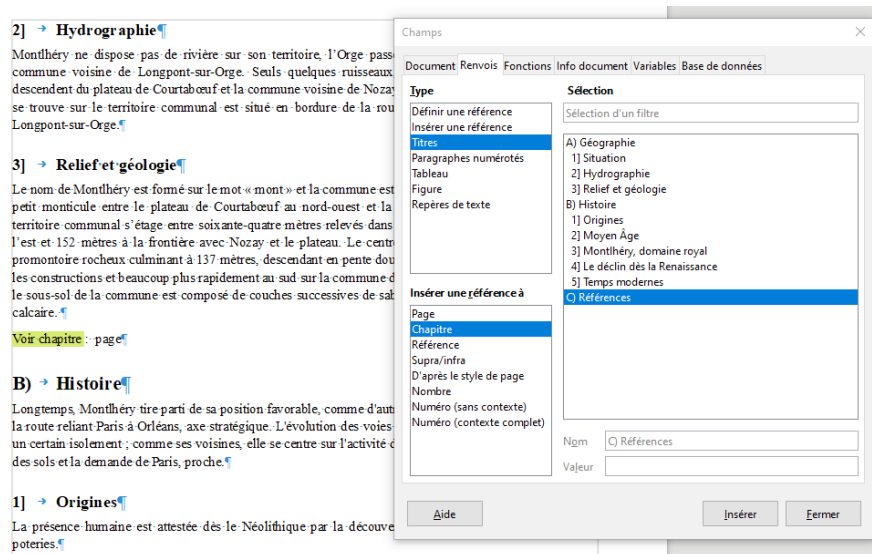 2] → Hydrographie¶
Montlhéry·ne·dispose·pas·de·rivière·sur·son·territoire,·l'Orge·pass
commune·voisine·de·Longpont-sur-Orge.·Seuls·quelques·ruisseaux
descendent·du·plateau·de·Courtabœuf·et·la·commune·voisine·de·Nozay
se·trouve·sur·le·territoire·communal·est·situé·en·bordure·de·la·rou
Longpont-sur-Orge.¶
3] → Relief·et·géologie¶
Le·nom·de·Montlhéry·est·formé·sur·le·mot·«·mont·»·et·la·commune·est
petit·monticule·entre·le·plateau·de·Courtabœuf·au·nord-ouest·et·la
territoire·communal·s'étage·entre·soixante-quatre·mètres·relevés·dans
l'est·et·152·mètres·à·la·frontière·avec·Nozay·et·le·plateau.·Le·centr
promontoire·rocheux·culminant·à·137·mètres,·descendant·en·pente·dou
les·constructions·et·beaucoup·plus·rapidement·au·sud·sur·la·commune·d
le·sous-sol·de·la·commune·est·composé·de·couches·successives·de·sab
calcaire.·¶
Voir·chapitre·:··page¶
B) → Histoire¶
Longtemps,·Montlhéry·tire·parti·de·sa·position·favorable,·comme·d'aut
la·route·reliant·Paris·à·Orléans,·axe·stratégique.·L'évolution·des·voies
un·certain·isolement·;·comme·ses·voisines,·elle·se·centre·sur·l'activité·d
des·sols·et·la·demande·de·Paris,·proche.¶
1] → Origines¶
La·présence·humaine·est·attestée·dès·le·Néolithique·par·la·découve
poteries.¶
Champs
Document Renvois Fonctions Info document Variables Base de données
Type
Définir une référence
Insérer une référence
Titres
Paragraphes numérotés
Tableau
Figure
Repères de texte
Insérer une référence à
Page
Chapitre
Référence
Supra/infra
D'après le style de page
Nombre
Numéro (sans contexte)
Numéro (contexte complet)
Sélection
Sélection d'un filtre
A) Géographie
1] Situation
2] Hydrographie
3] Relief et géologie
B) Histoire
1] Origines
2] Moyen Âge
3] Montlhéry, domaine royal
4] Le déclin dès la Renaissance
5] Temps modernes
C) Références
Nom C) Références
Valeur
Aide Insérer Fermer